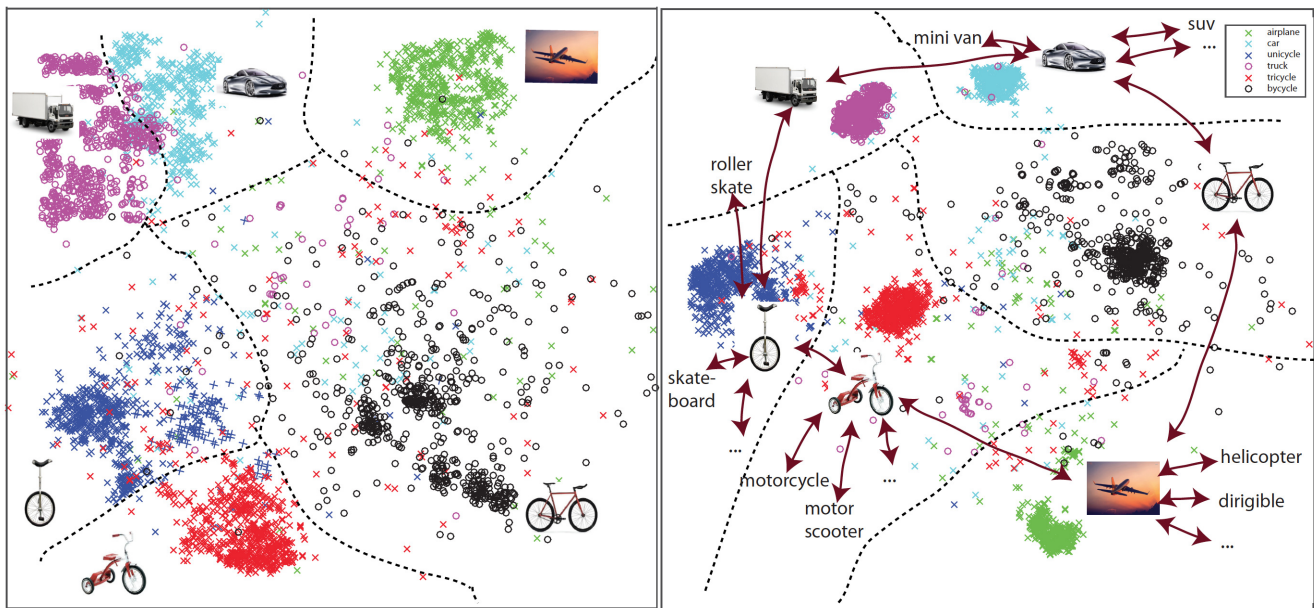 suv
mini van
...
airplane
car
unicycle
truck
tricycle
bycycle
roller
skate
skate-
board
...
motorcycle
motor
scooter
...
helicopter
dirigible
...